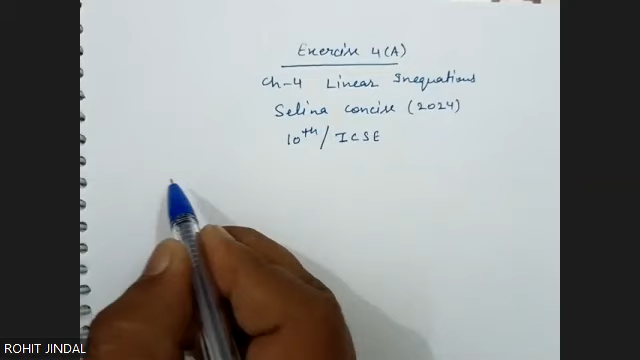 Exercise 4(A)
Ch-4 Linear Inequations
Selina Concise (2024)
10th/ ICSE
ROHIT JINDAL